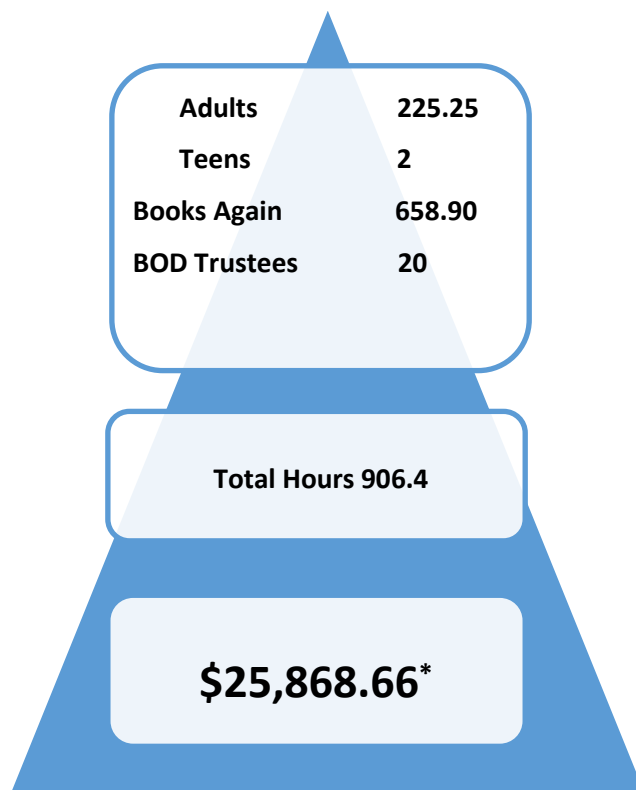 Adults 225.25
Teens 2
Books Again 658.90
BOD Trustees 20
Total Hours 906.4
$25,868.66*